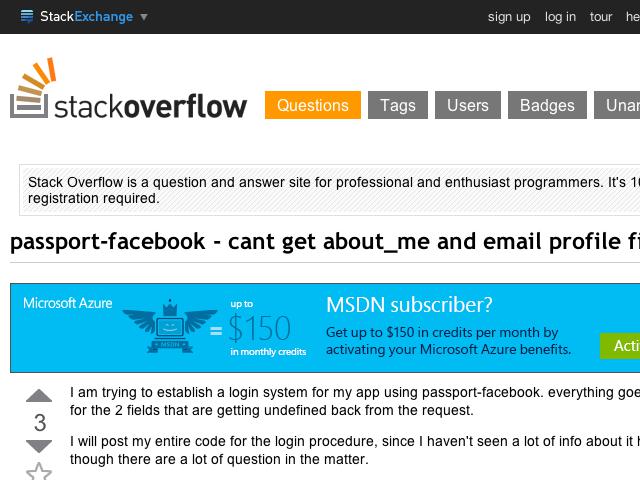 StackExchange
sign up log in tour he
stackoverflow
Questions Tags Users Badges Unan
Stack Overflow is a question and answer site for professional and enthusiast programmers. It's 10
registration required.
passport-facebook - cant get about_me and email profile fi
Microsoft Azure
MSDN
=
up to
$150
in monthly credits
MSDN subscriber?
Get up to $150 in credits per month by
activating your Microsoft Azure benefits.
Acti
3
I am trying to establish a login system for my app using passport-facebook. everything goe
for the 2 fields that are getting undefined back from the request.
I will post my entire code for the login procedure, since I haven't seen a lot of info about it h
though there are a lot of question in the matter.